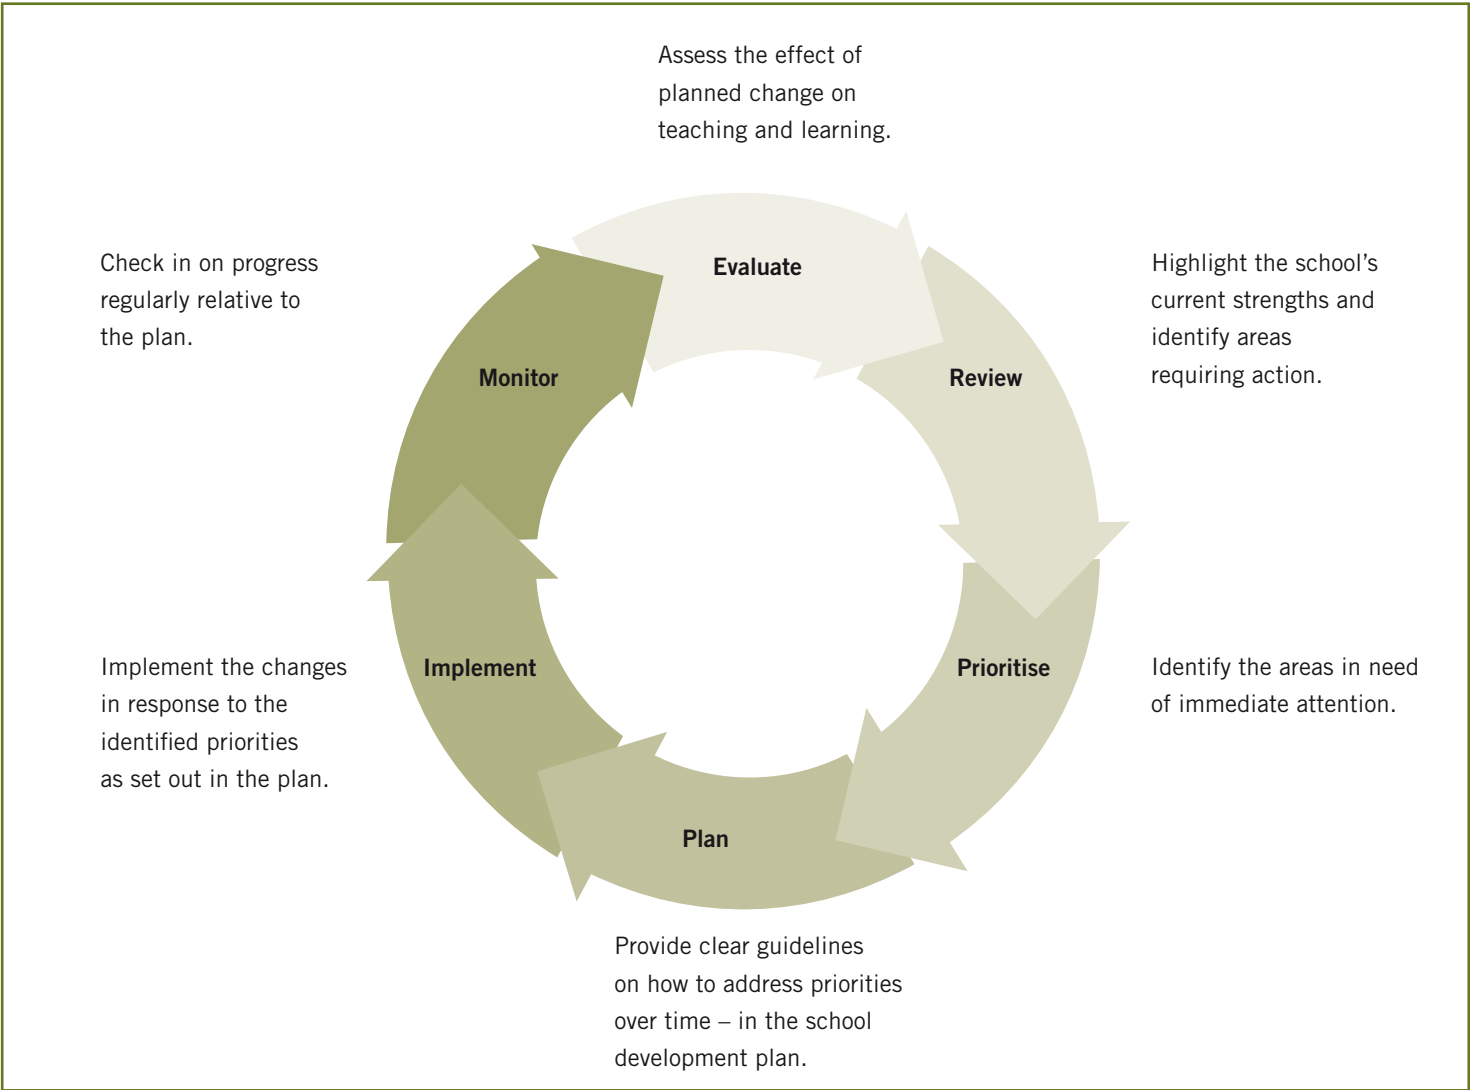 Assess the effect of
planned change on
teaching and learning.
Evaluate
Highlight the school’s
current strengths and
identify areas
requiring action.
Review
Identify the areas in need
of immediate attention.
Prioritise
Plan
Provide clear guidelines
on how to address priorities
over time – in the school
development plan.
Implement
Implement the changes
in response to the
identified priorities
as set out in the plan.
Monitor
Check in on progress
regularly relative to
the plan.